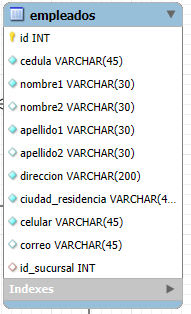 empleados
id INT
cedula VARCHAR(45)
nombre1 VARCHAR(30)
nombre2 VARCHAR(30)
apellido1 VARCHAR(30)
apellido2 VARCHAR(30)
direccion VARCHAR(200)
ciudad_residencia VARCHAR(4...
celular VARCHAR(45)
correo VARCHAR(45)
id_sucursal INT
Indexes